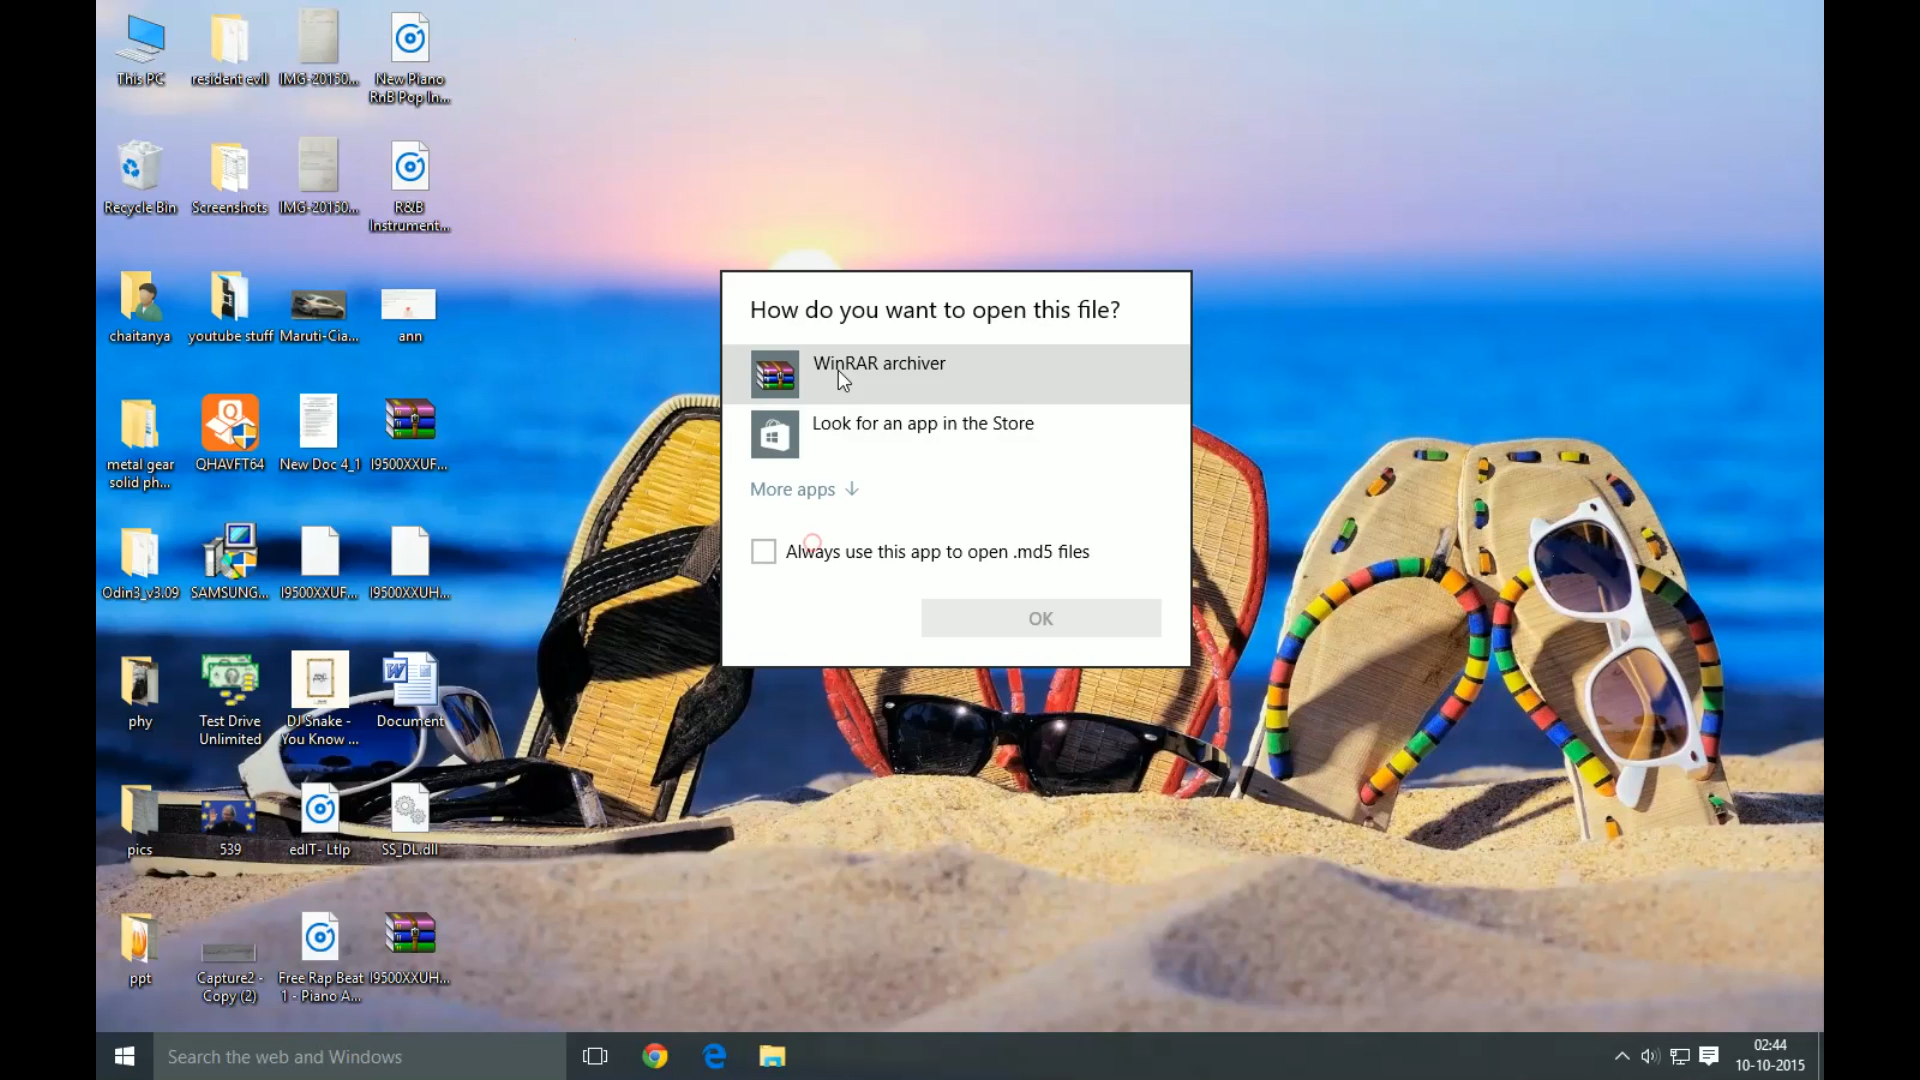 This PC
resident evil
IMG-20150...
New Piano
RnB Pop In...
Recycle Bin
Screenshots
IMG-20150...
R&B
Instrument...
chaitanya
youtube stuff
Maruti-Cia...
ann
metal gear
solid ph...
QHAVFT64
New Doc 4_1
I9500XXUF...
Odin3_v3.09
SAMSUNG...
I9500XXUF...
I9500XXUH...
phy
Test Drive
Unlimited
DJ Snake -
You Know ...
Document
pics
539
edIT- Ltlp
SS_DL.dll
ppt
Capture2 -
Copy (2)
Free Rap Beat
1 - Piano A...
I9500XXUH...
How do you want to open this file?
WinRAR archiver
Look for an app in the Store
More apps
Always use this app to open .md5 files
OK
Search the web and Windows
02:44
10-10-2015